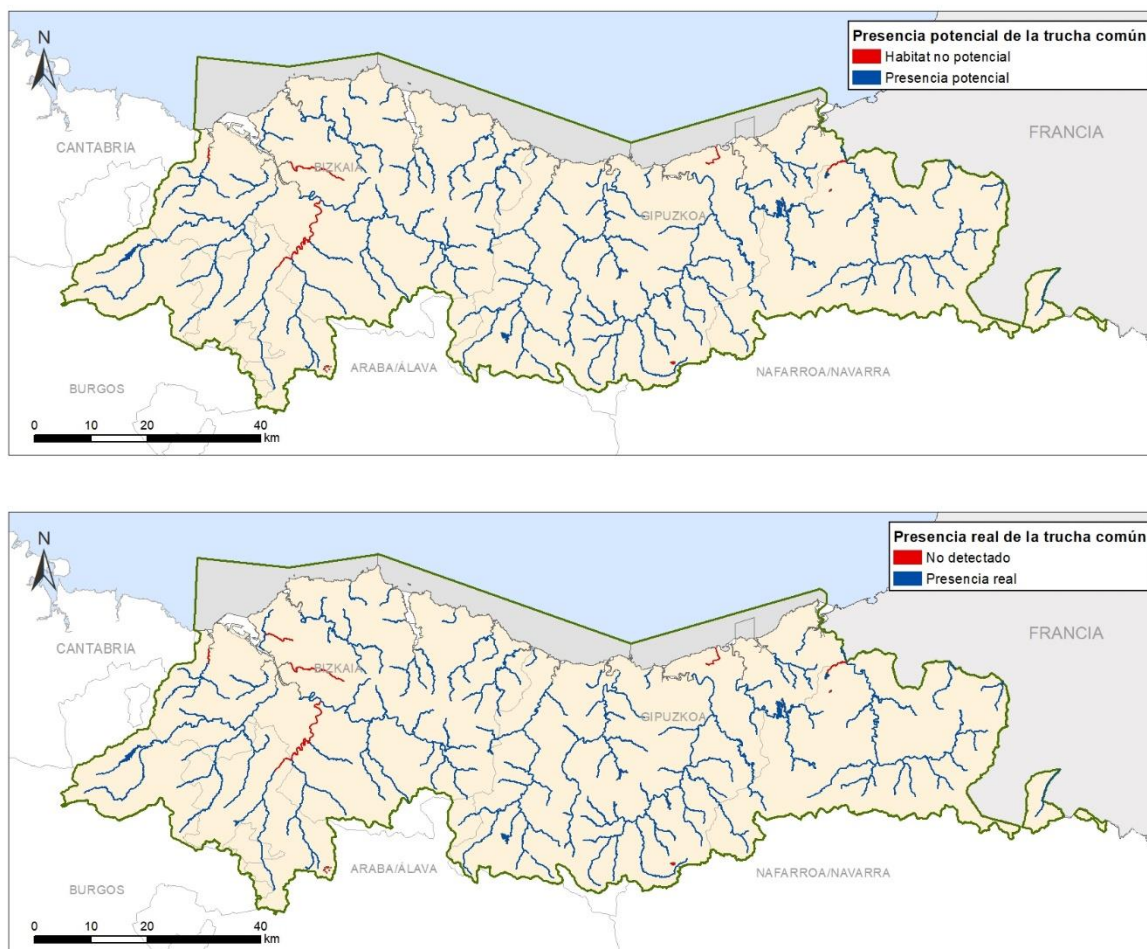 Presencia potencial de la trucha común
Habitat no potencial
Presencia potencial
N
CANTABRIA
BIZKAIA
FRANCIA
GIPUZKOA
BURGOS
ARABA/ÁLAVA
NAFARROA/NAVARRA
0 10 20 40
km
Presencia real de la trucha común
No detectado
Presencia real
N
CANTABRIA
BIZKAIA
FRANCIA
GIPUZKOA
BURGOS
ARABA/ÁLAVA
NAFARROA/NAVARRA
0 10 20 40
km